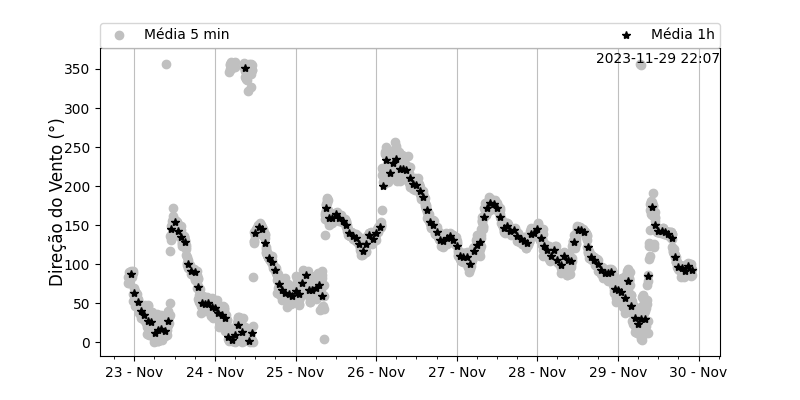 Média 5 min
Média 1h
2023-11-29 22:07
Direção do Vento (°)
350
300
250
200
150
100
50
0
23 - Nov
24 - Nov
25 - Nov
26 - Nov
27 - Nov
28 - Nov
29 - Nov
30 - Nov